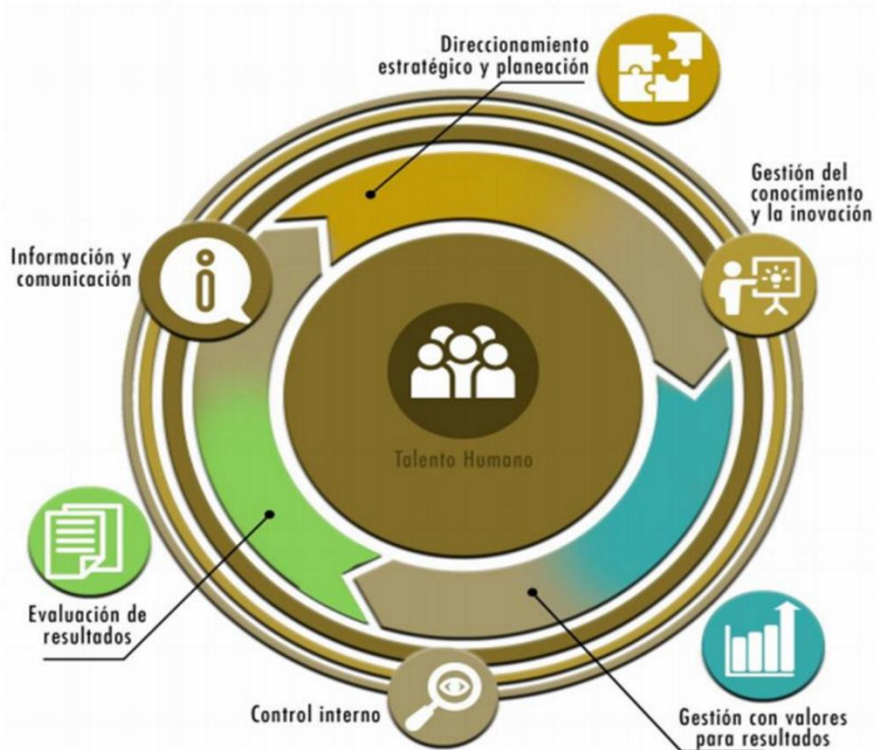 Direccionamiento
estratégico y planeación
Gestión del
conocimiento
y la inovación
Información y
comunicación
Talento Humano
Evaluación de
resultados
Control interno
Gestión con valores
para resultados